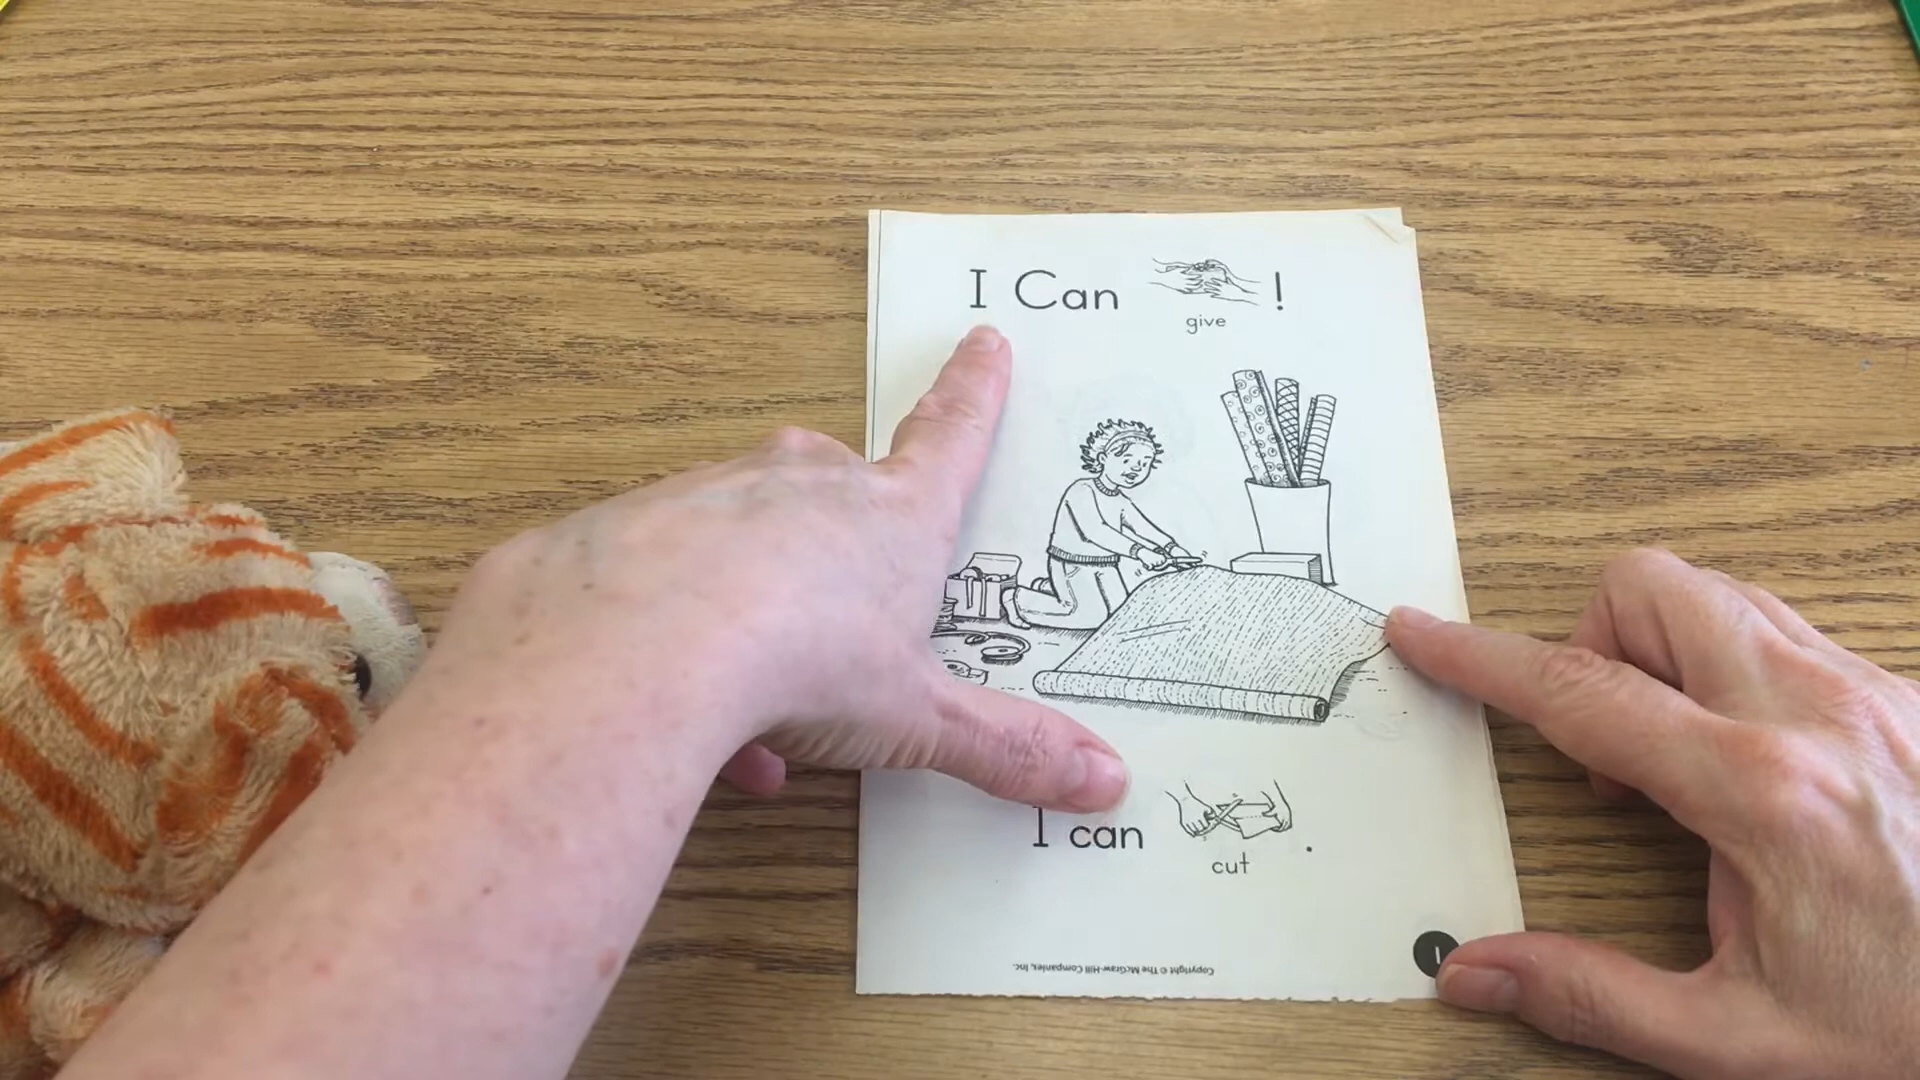 I Can !
give
I can .
cut
1
Copyright © The McGraw-Hill Companies, Inc.